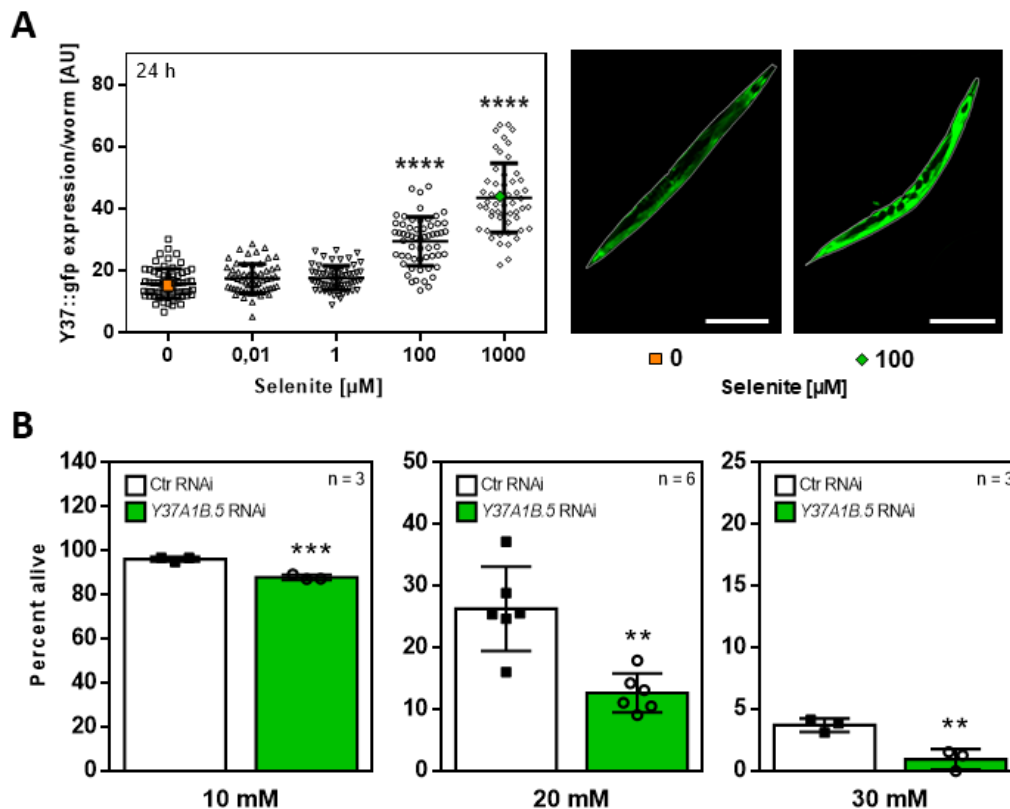 A
24 h
Y37::gfp expression/worm [AU]
80
60
40
20
0
****
****
0
0,01
1
100
1000
Selenite [µM]
0
100
Selenite [µM]
B
Percent alive
140
120
100
80
60
40
20
0
Ctr RNAi
n = 3
Y37A1B.5 RNAi
***
10 mM
50
40
30
20
10
0
Ctr RNAi
n = 6
Y37A1B.5 RNAi
**
20 mM
25
20
15
10
5
0
Ctr RNAi
n = 3
Y37A1B.5 RNAi
**
30 mM